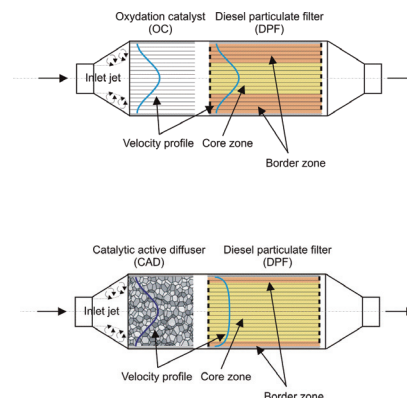 Oxydation catalyst
(OC)
Diesel particulate filter
(DPF)
Inlet jet
Velocity profile
Core zone
Border zone
Catalytic active diffuser
(CAD)
Diesel particulate filter
(DPF)
Inlet jet
Velocity profile
Core zone
Border zone